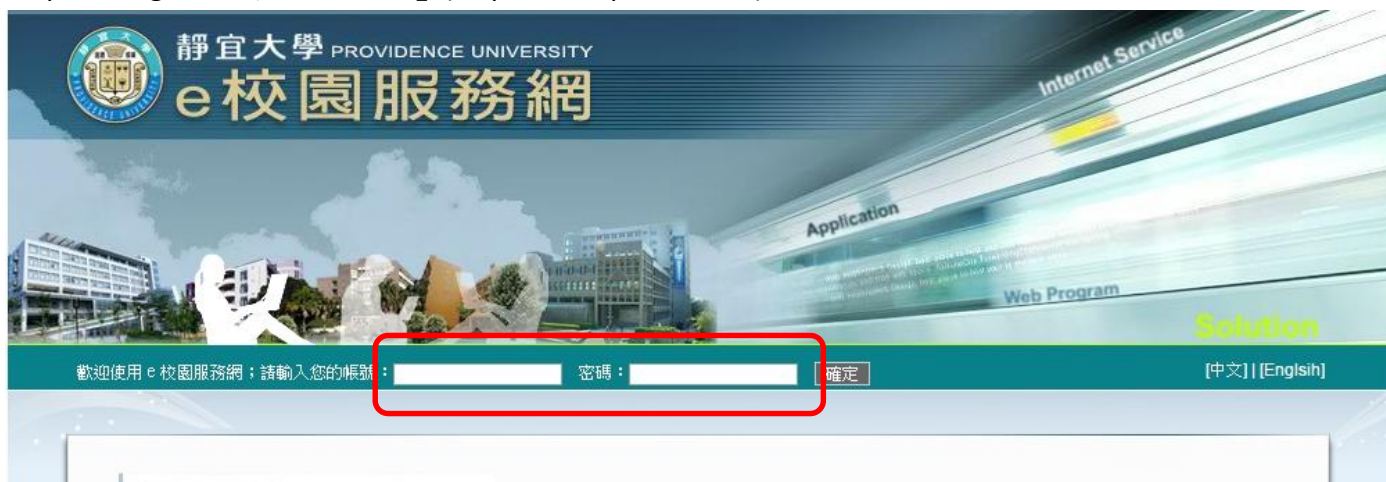 靜宜大學 PROVIDENCE UNIVERSITY
e校園服務網
Internet Service
Application
Web Program
Solution
歡迎使用 e 校園服務網；請輸入您的帳號： 密碼： 確定 [中文] | [Englsih]